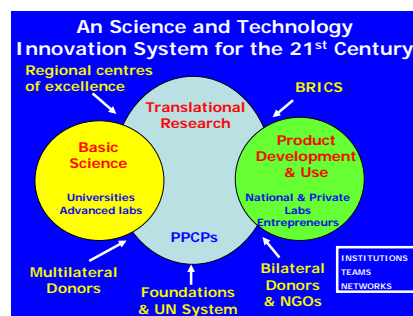 An Science and Technology
Innovation System for the 21st Century
Regional centres
of excellence
BRICS
Translational
Research
Basic
Science
Universities
Advanced labs
Product
Development
& Use
National & Private
Labs
Entrepreneurs
PPCPs
Multilateral
Donors
Foundations
& UN System
Bilateral
Donors
& NGOs
INSTITUTIONS
TEAMS
NETWORKS